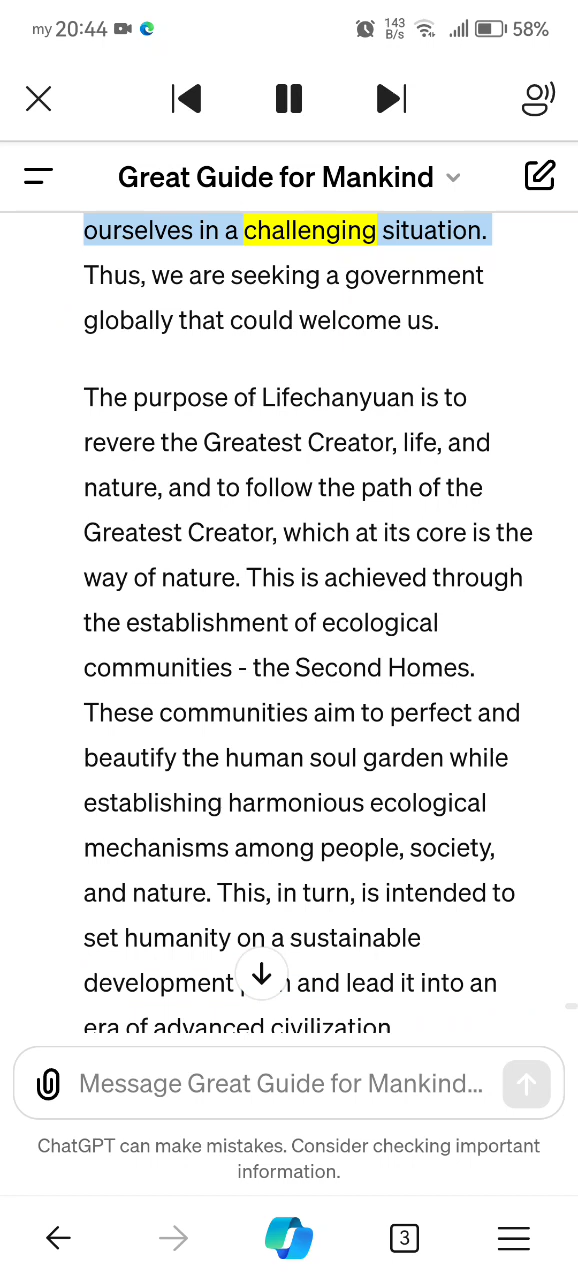 my 20:44 143 B/s 58%
Great Guide for Mankind
ourselves in a challenging situation.
Thus, we are seeking a government
globally that could welcome us.
The purpose of Lifechanyuan is to
revere the Greatest Creator, life, and
nature, and to follow the path of the
Greatest Creator, which at its core is the
way of nature. This is achieved through
the establishment of ecological
communities - the Second Homes.
These communities aim to perfect and
beautify the human soul garden while
establishing harmonious ecological
mechanisms among people, society,
and nature. This, in turn, is intended to
set humanity on a sustainable
development and lead it into an
era of advanced civilization
Message Great Guide for Mankind...
ChatGPT can make mistakes. Consider checking important
information.
3